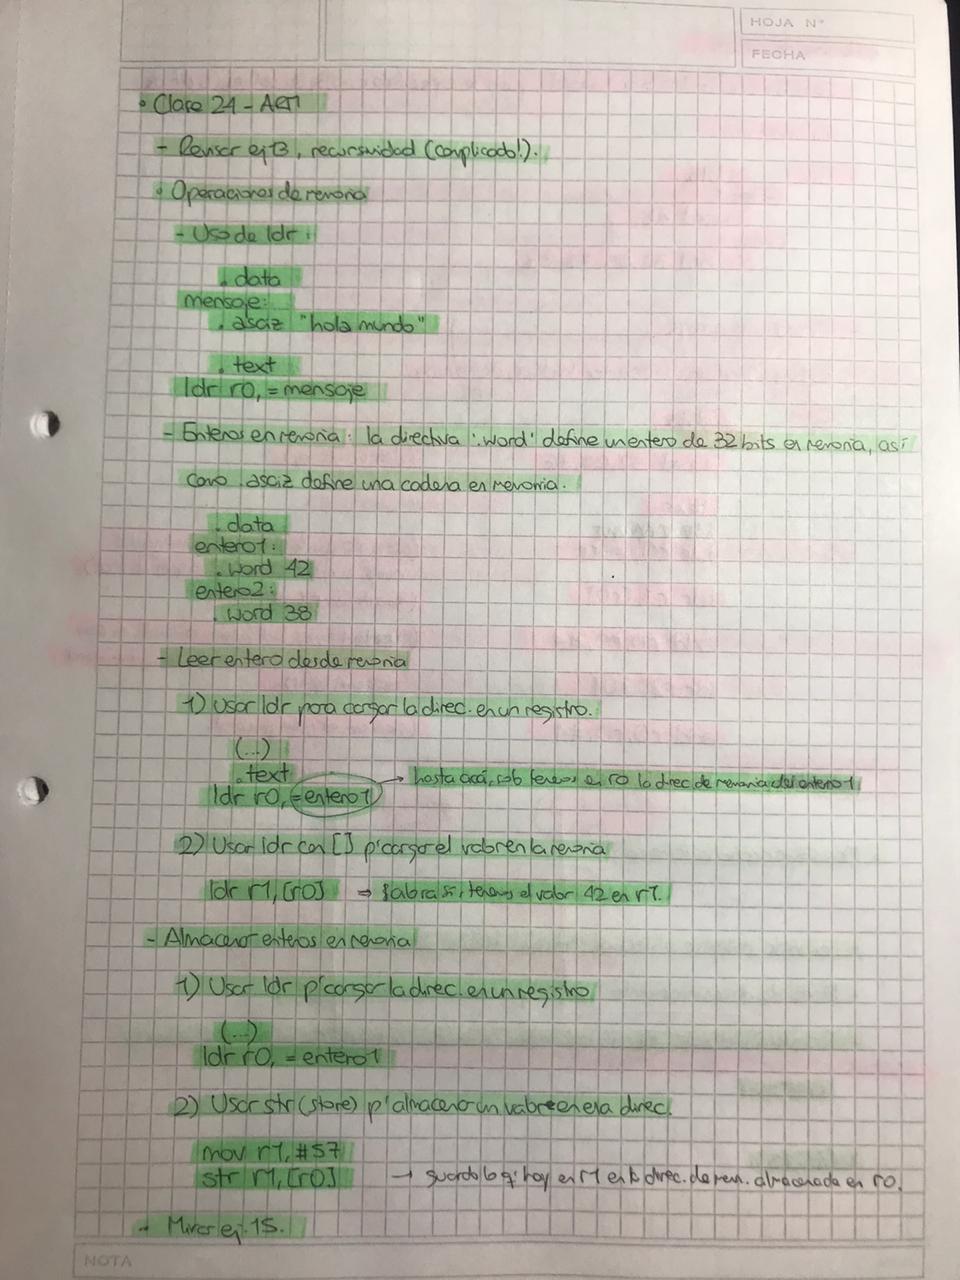 HOJA N°
FECHA
• Clase 24 - ARM
- Revisar ej 13, recursividad (complicado!).
• Operaciones de memoria
- Uso de ldr:
.data
mensaje:
.asciz "hola mundo"
.text
ldr r0, =mensaje
- Enteros en memoria: la directiva '.word' define un entero de 32 bits en memoria, así
como .asciz define una cadena en memoria.
.data
entero1:
.word 42
entero2:
.word 38
- Leer entero desde memoria
1) Usar ldr para cargar la direc. en un registro.
(...)
.text → hasta acá, solo tenemos en r0 la direc de memoria del entero 1
ldr r0, =entero1
2) Usar ldr con [] p' cargar el valor en la memoria
ldr r1, [r0] ⇒ ahora si, tenemos el valor 42 en r1.
- Almacenar enteros en memoria
1) Usar ldr p' cargar la direc. en un registro
(...)
ldr r0, = entero1
2) Usar str (store) p' almacenar un valor en esa direc.
mov r1, #57
str r1, [r0] → guardo lo q' hay en r1 en la direc. de mem. almacenada en r0.
→ Mirar ej. 15.
NOTA